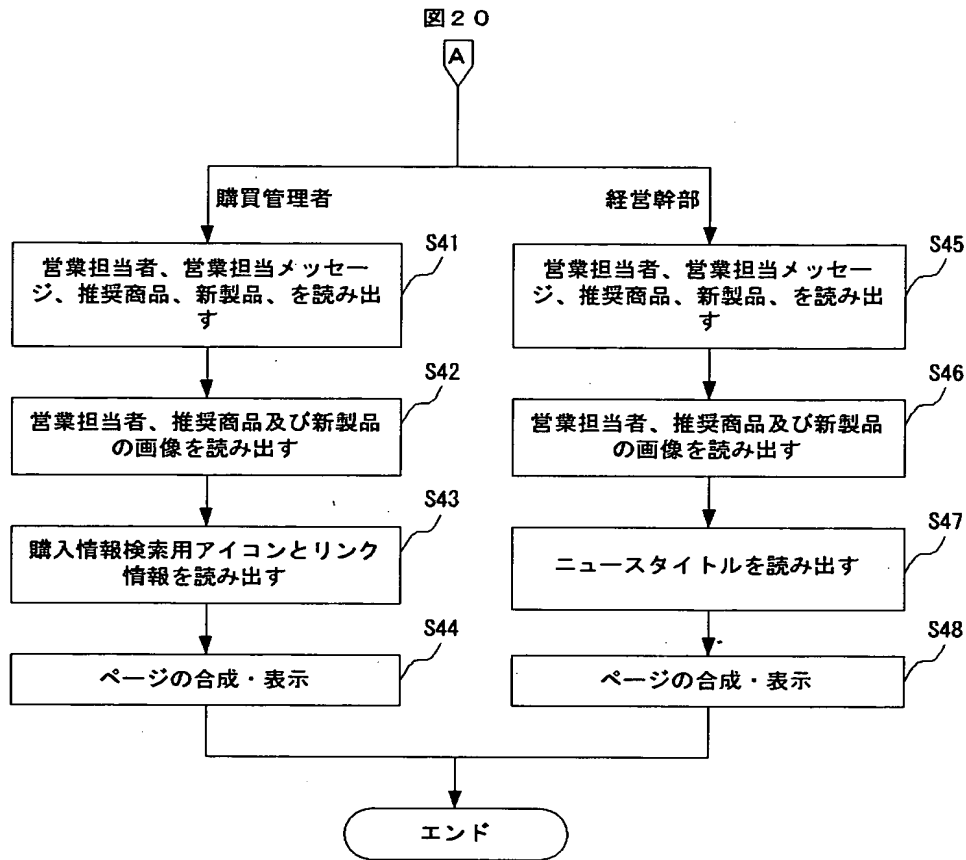 図20
A
購買管理者
経営幹部
S41
営業担当者、営業担当メッセー
ジ、推奨商品、新製品、を読み出
す
S45
営業担当者、営業担当メッセー
ジ、推奨商品、新製品、を読み出
す
S42
営業担当者、推奨商品及び新製品
の画像を読み出す
S46
営業担当者、推奨商品及び新製品
の画像を読み出す
S43
購入情報検索用アイコンとリンク
情報を読み出す
S47
ニュースタイトルを読み出す
S44
ページの合成・表示
S48
ページの合成・表示
エンド